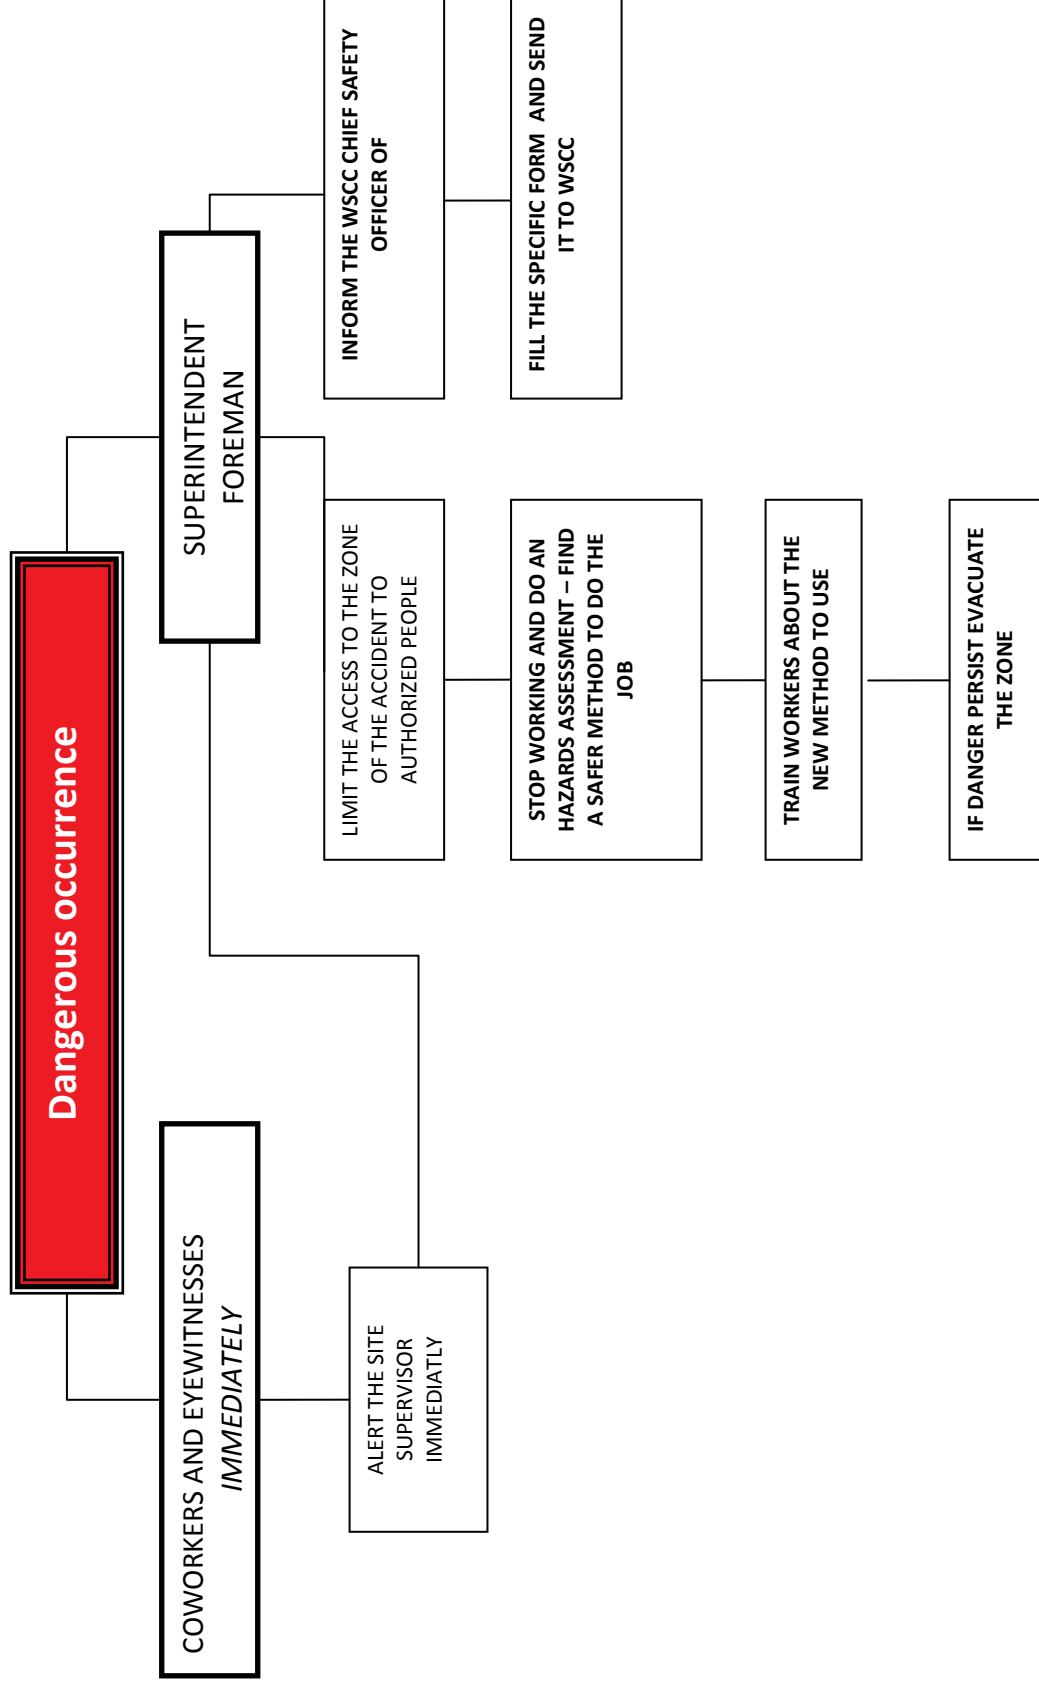 Dangerous occurrence
COWORKERS AND EYEWITNESSES
IMMEDIATELY
ALERT THE SITE
SUPERVISOR
IMMEDIATLY
SUPERINTENDENT
FOREMAN
LIMIT THE ACCESS TO THE ZONE
OF THE ACCIDENT TO
AUTHORIZED PEOPLE
STOP WORKING AND DO AN
HAZARDS ASSESSMENT – FIND
A SAFER METHOD TO DO THE
JOB
TRAIN WORKERS ABOUT THE
NEW METHOD TO USE
IF DANGER PERSIST EVACUATE
THE ZONE
INFORM THE WSCC CHIEF SAFETY
OFFICER OF
FILL THE SPECIFIC FORM AND SEND
IT TO WSCC